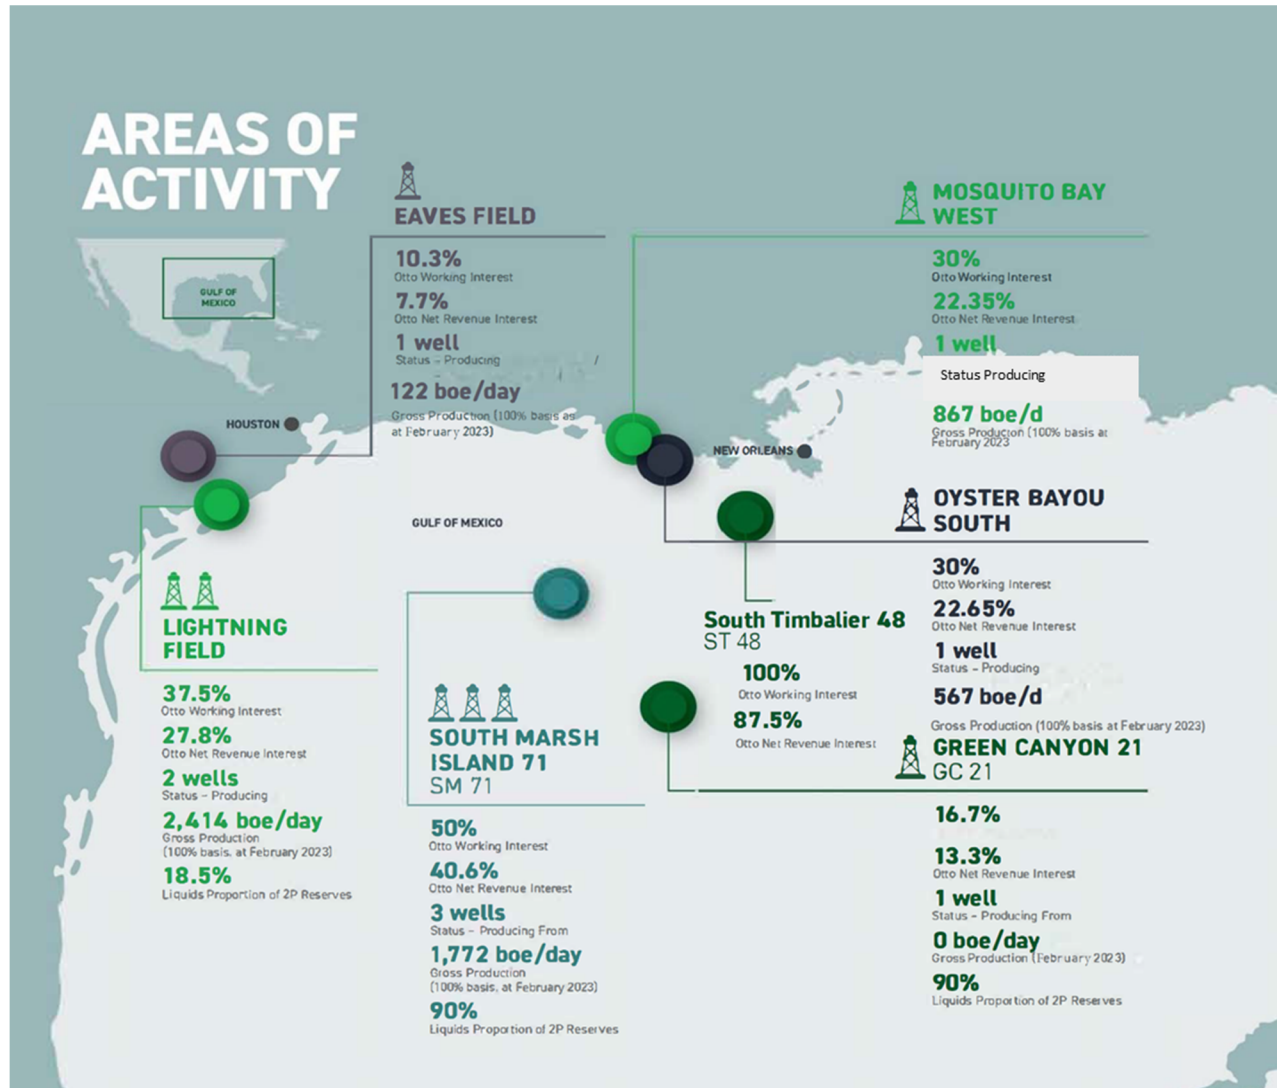 AREAS OF
ACTIVITY
GULF OF
MEXICO
EAVES FIELD
10.3%
Otto Working Interest
7.7%
Otto Net Revenue Interest
1 well
Status – Producing
/
122 boe/day
Gross Production (100% basis as
at February 2023)
MOSQUITO BAY
WEST
30%
Otto Working Interest
22.35%
Otto Net Revenue Interest
1 well
Status Producing
867 boe/d
Gross Producion (100% basis at
February 2023
HOUSTON
NEW ORLEANS
GULF OF MEXICO
OYSTER BAYOU
SOUTH
30%
Otto Working Interest
22.65%
Otto Net Revenue Interest
1 well
Status – Producing
567 boe/d
Gross Production (100% basis at February 2023)
LIGHTNING
FIELD
37.5%
Otto Working Interest
27.8%
Otto Net Revenue Interest
2 wells
Status – Producing
2,414 boe/day
Gross Production
(100% basis. at February 2023)
18.5%
Liquids Proportion of 2P Reserves
South Timbalier 48
ST 48
100%
Otto Working Interest
87.5%
Otto Net Revenue Interest
SOUTH MARSH
ISLAND 71
SM 71
50%
Otto Working Interest
40.6%
Otto Net Revenue Interest
3 wells
Status – Producing From
1,772 boe/day
Gross Production
(100% basis. at February 2023)
90%
Liquids Proportion of 2P Reserves
GREEN CANYON 21
GC 21
16.7%
13.3%
Otto Net Revenue Interest
1 well
Status – Producing From
0 boe/day
Gross Production (February 2023)
90%
Liquids Proportion of 2P Reserves